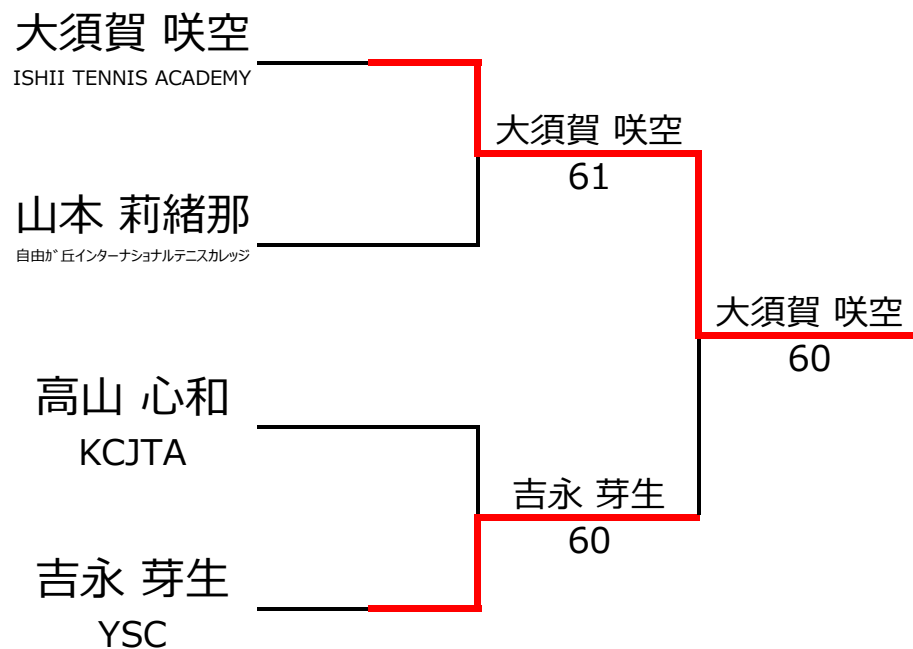 大須賀 咲空
ISHII TENNIS ACADEMY
大須賀 咲空
61
山本 莉緒那
自由が丘インターナショナルテニスカレッジ
大須賀 咲空
60
高山 心和
KCJTA
吉永 芽生
60
吉永 芽生
YSC